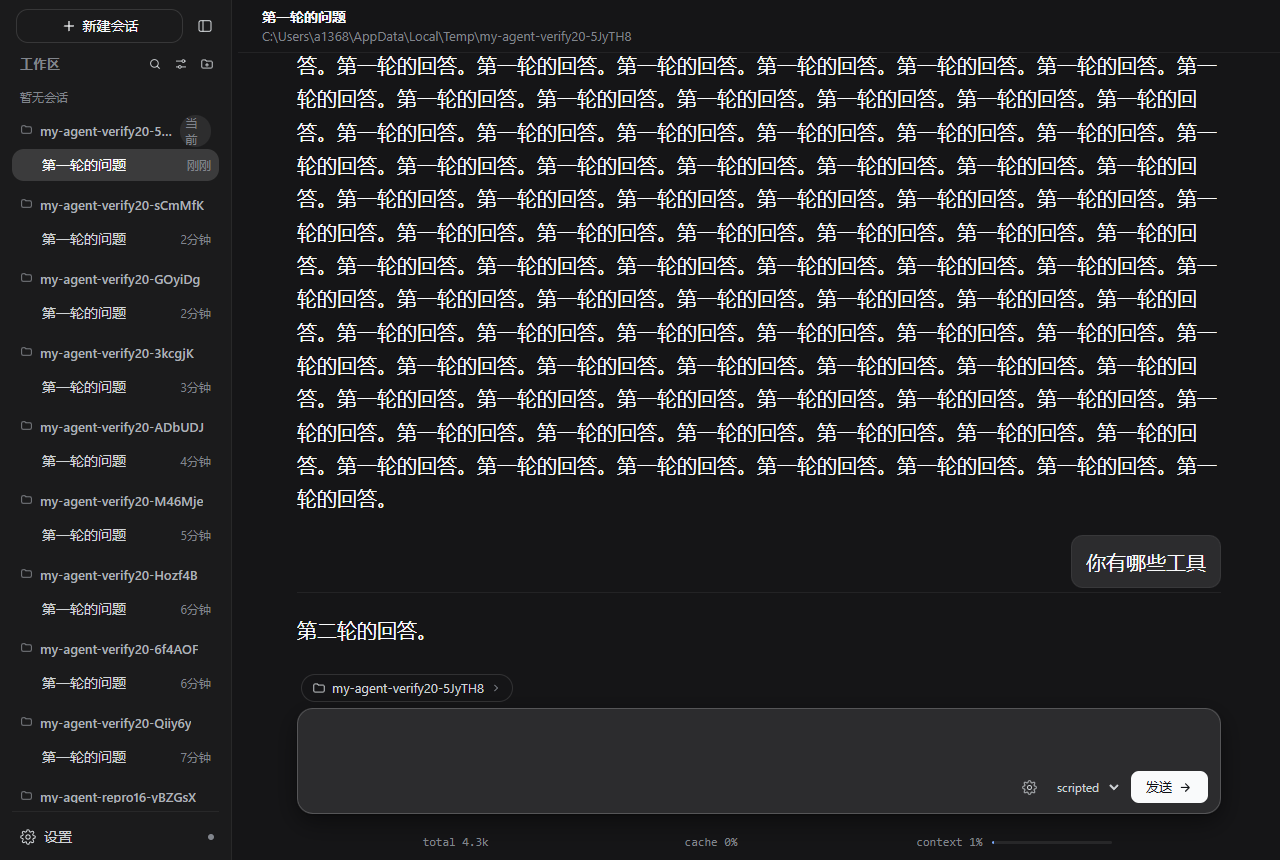 新建会话
工作区
暂无会话
my-agent-verify20-5...
当前
第一轮的问题 刚刚
my-agent-verify20-sCmMfK
第一轮的问题 2分钟
my-agent-verify20-GOyiDg
第一轮的问题 2分钟
my-agent-verify20-3kcgjK
第一轮的问题 3分钟
my-agent-verify20-ADbUDJ
第一轮的问题 4分钟
my-agent-verify20-M46Mje
第一轮的问题 5分钟
my-agent-verify20-Hozf4B
第一轮的问题 6分钟
my-agent-verify20-6f4AOF
第一轮的问题 6分钟
my-agent-verify20-Qiiy6y
第一轮的问题 7分钟
my-agent-repro16-yBZGsX
设置
第一轮的问题
C:\Users\a1368\AppData\Local\Temp\my-agent-verify20-5JyTH8
答。第一轮的回答。第一轮的回答。第一轮的回答。第一轮的回答。第一轮的回答。第一轮的回答。第一
轮的回答。第一轮的回答。第一轮的回答。第一轮的回答。第一轮的回答。第一轮的回答。第一轮的回
答。第一轮的回答。第一轮的回答。第一轮的回答。第一轮的回答。第一轮的回答。第一轮的回答。第一
轮的回答。第一轮的回答。第一轮的回答。第一轮的回答。第一轮的回答。第一轮的回答。第一轮的回
答。第一轮的回答。第一轮的回答。第一轮的回答。第一轮的回答。第一轮的回答。第一轮的回答。第一
轮的回答。第一轮的回答。第一轮的回答。第一轮的回答。第一轮的回答。第一轮的回答。第一轮的回
答。第一轮的回答。第一轮的回答。第一轮的回答。第一轮的回答。第一轮的回答。第一轮的回答。第一
轮的回答。第一轮的回答。第一轮的回答。第一轮的回答。第一轮的回答。第一轮的回答。第一轮的回
答。第一轮的回答。第一轮的回答。第一轮的回答。第一轮的回答。第一轮的回答。第一轮的回答。第一
轮的回答。第一轮的回答。第一轮的回答。第一轮的回答。第一轮的回答。第一轮的回答。第一轮的回
答。第一轮的回答。第一轮的回答。第一轮的回答。第一轮的回答。第一轮的回答。第一轮的回答。第一
轮的回答。第一轮的回答。第一轮的回答。第一轮的回答。第一轮的回答。第一轮的回答。第一轮的回
答。第一轮的回答。第一轮的回答。第一轮的回答。第一轮的回答。第一轮的回答。第一轮的回答。第一
轮的回答。
你有哪些工具
第二轮的回答。
my-agent-verify20-5JyTH8
scripted 发送 →
total 4.3k cache 0% context 1%